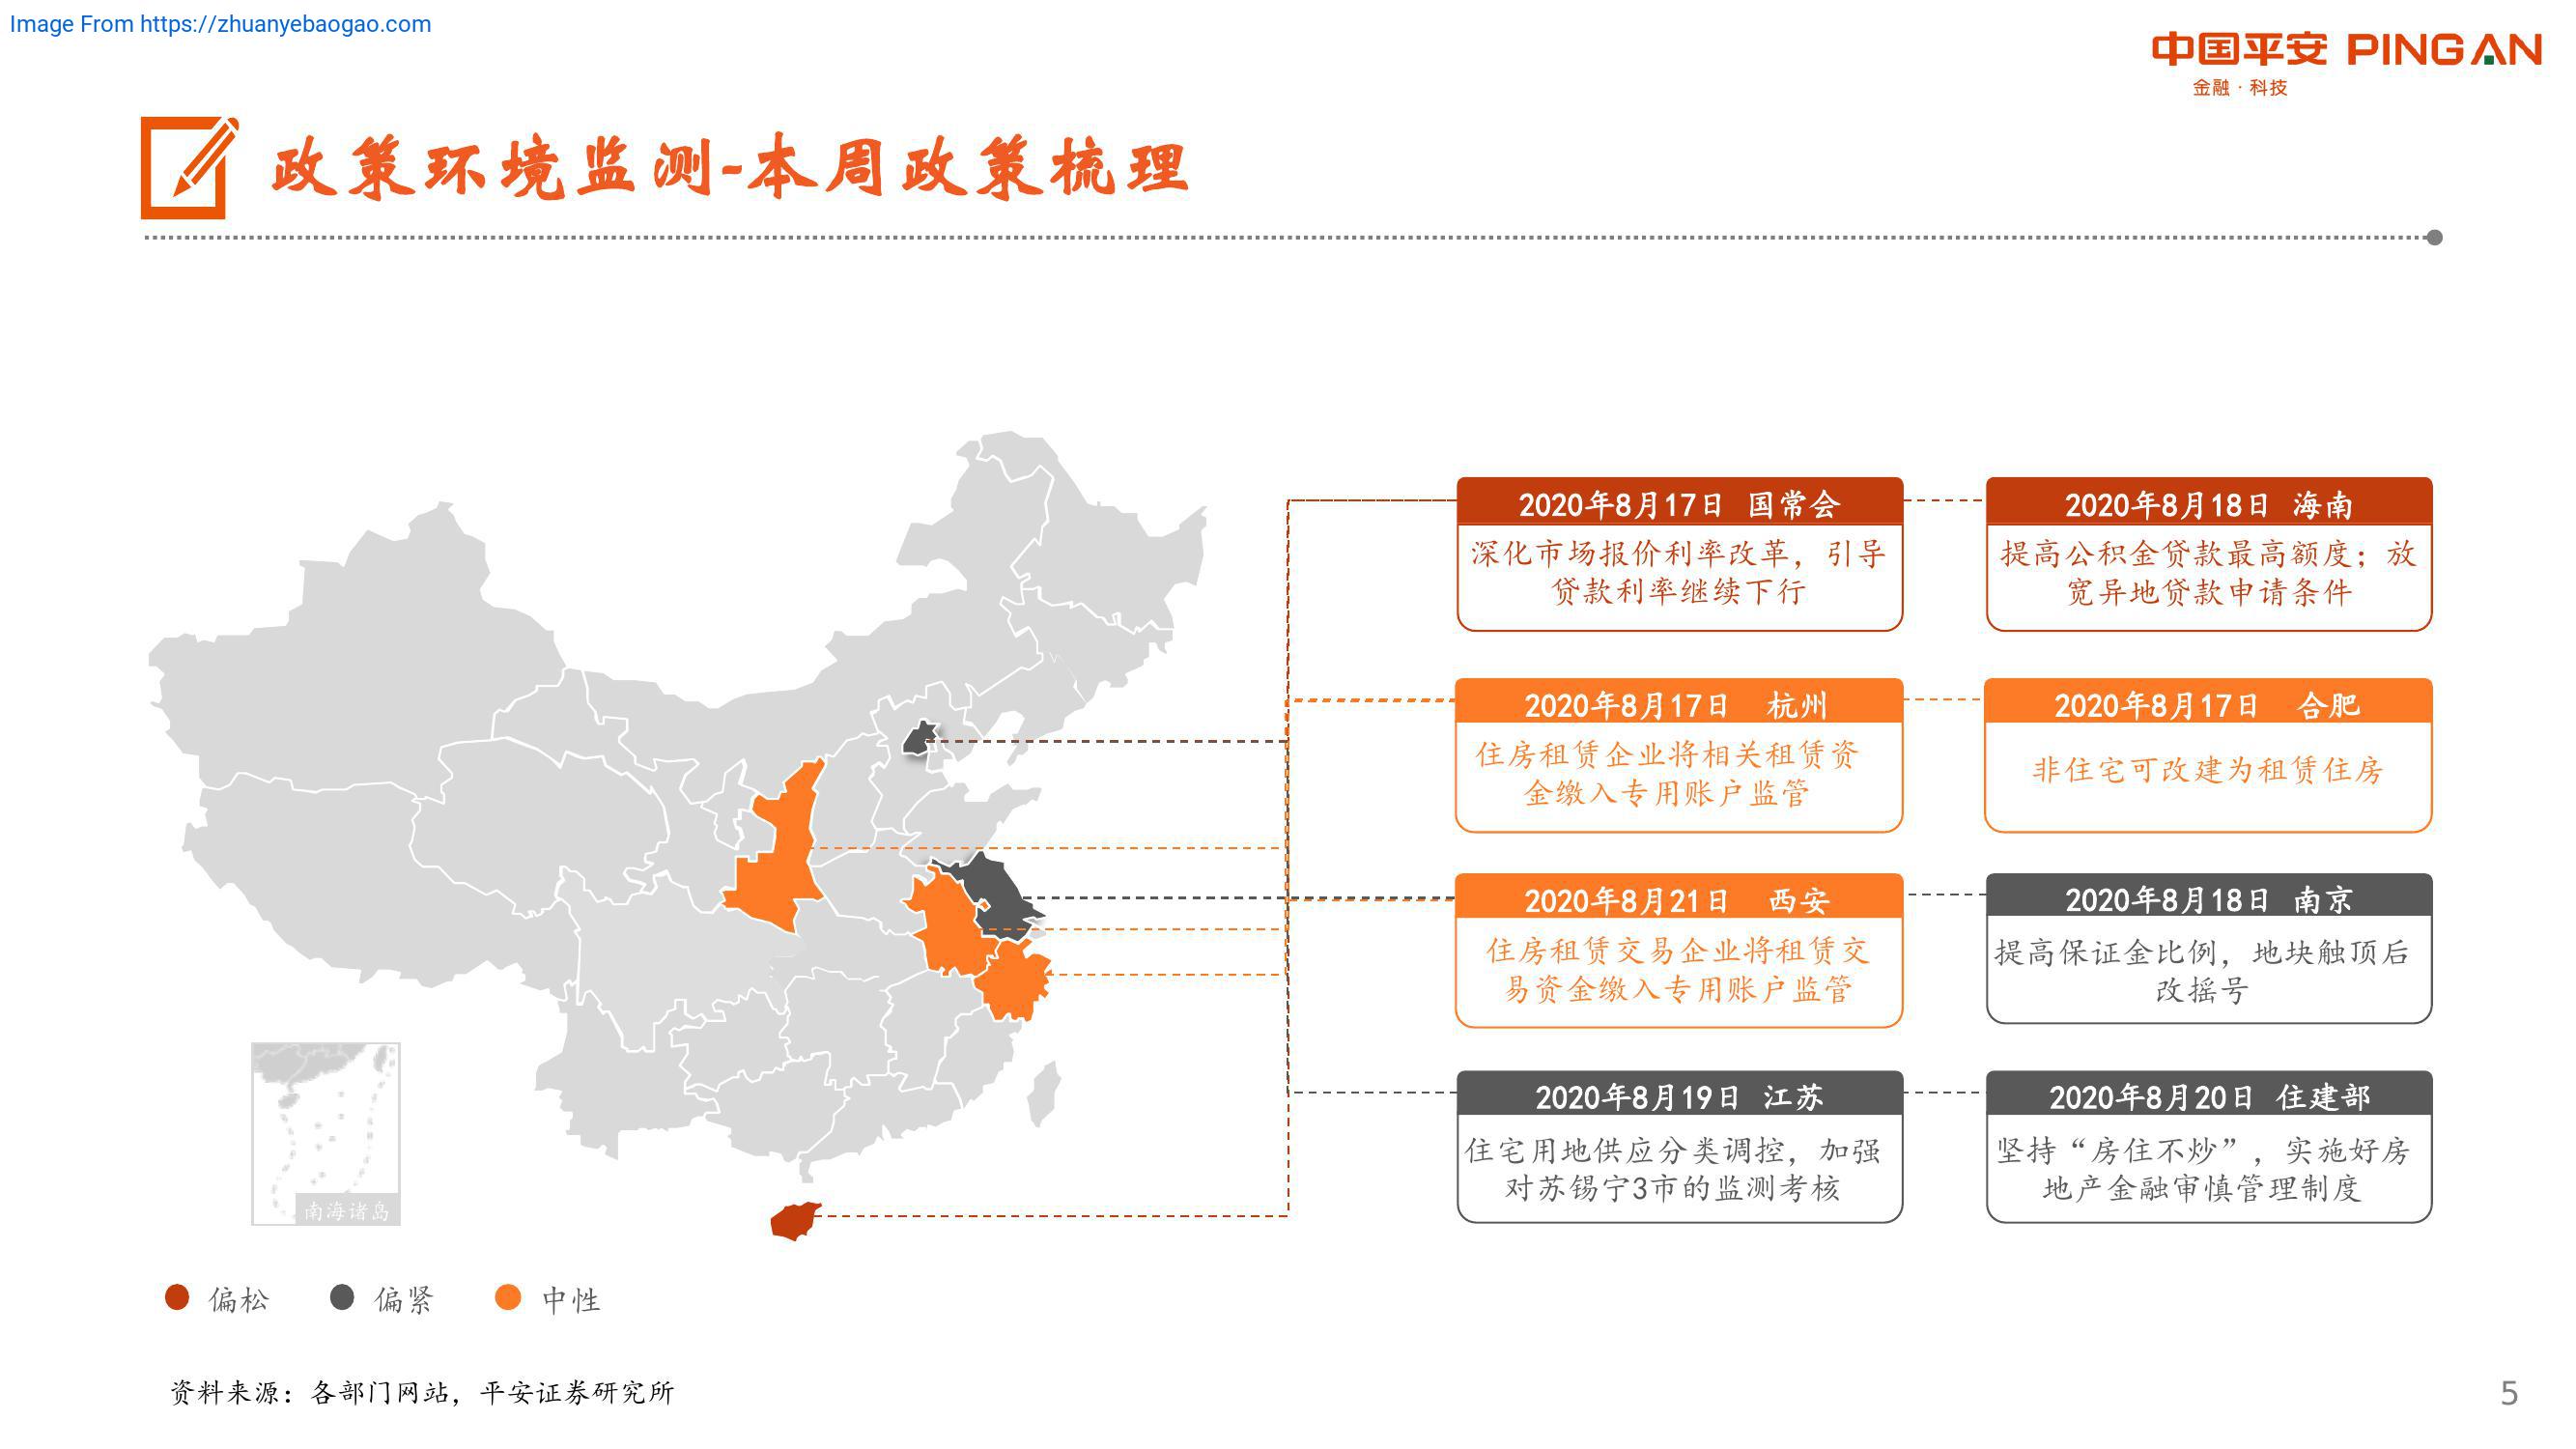 Image From https://zhuanyebaogao.com
中国平安 PINGAN
金融·科技
政策环境监测-本周政策梳理
2020年8月17日 国常会
深化市场报价利率改革，引导
贷款利率继续下行
2020年8月18日 海南
提高公积金贷款最高额度；放
宽异地贷款申请条件
2020年8月17日 杭州
住房租赁企业将相关租赁资
金缴入专用账户监管
2020年8月17日 合肥
非住宅可改建为租赁住房
2020年8月21日 西安
住房租赁交易企业将租赁交
易资金缴入专用账户监管
2020年8月18日 南京
提高保证金比例，地块触顶后
改摇号
2020年8月19日 江苏
住宅用地供应分类调控，加强
对苏锡宁3市的监测考核
2020年8月20日 住建部
坚持“房住不炒”，实施好房
地产金融审慎管理制度
南海诸岛
偏松
偏紧
中性
资料来源：各部门网站，平安证券研究所
5